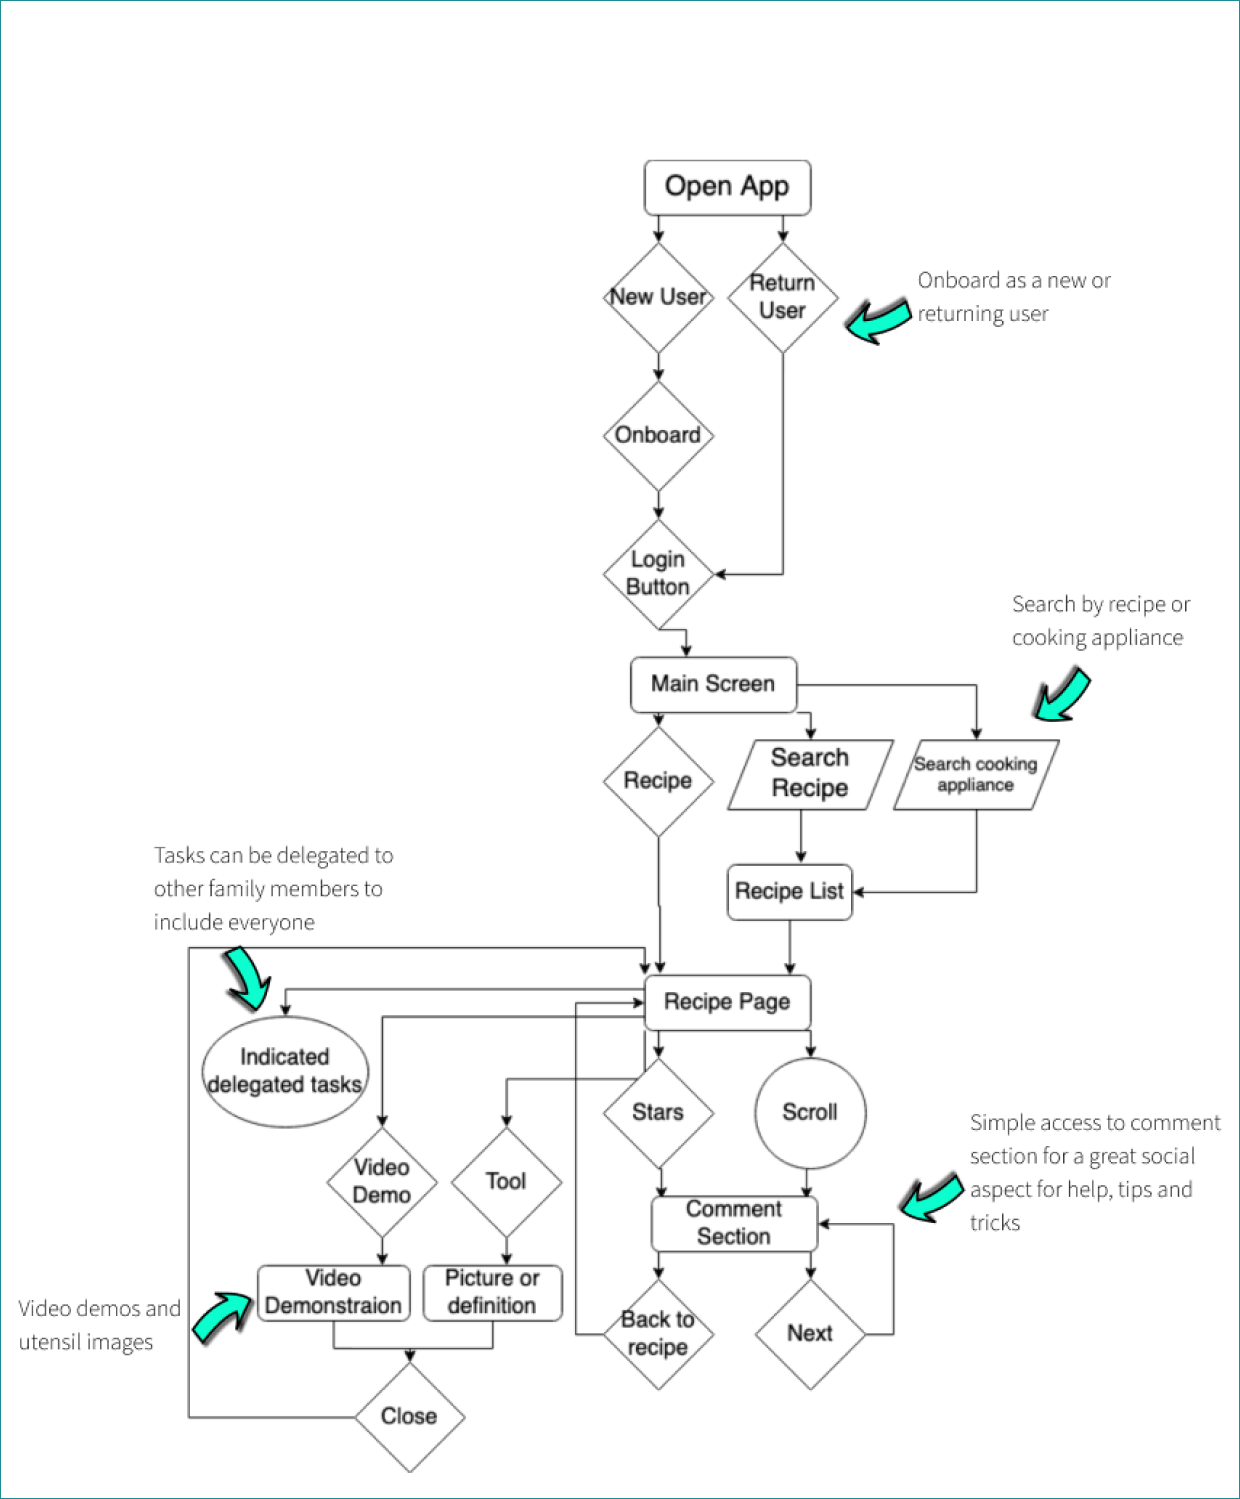 Open App
New User
Return
User
Onboard as a new or
returning user
Onboard
Login
Button
Search by recipe or
cooking appliance
Main Screen
Recipe
Search
Recipe
Search cooking
appliance
Tasks can be delegated to
other family members to
include everyone
Recipe List
Recipe Page
Indicated
delegated tasks
Stars
Scroll
Simple access to comment
section for a great social
aspect for help, tips and
tricks
Video
Demo
Tool
Comment
Section
Video demos and
utensil images
Video
Demonstraion
Picture or
definition
Back to
recipe
Next
Close